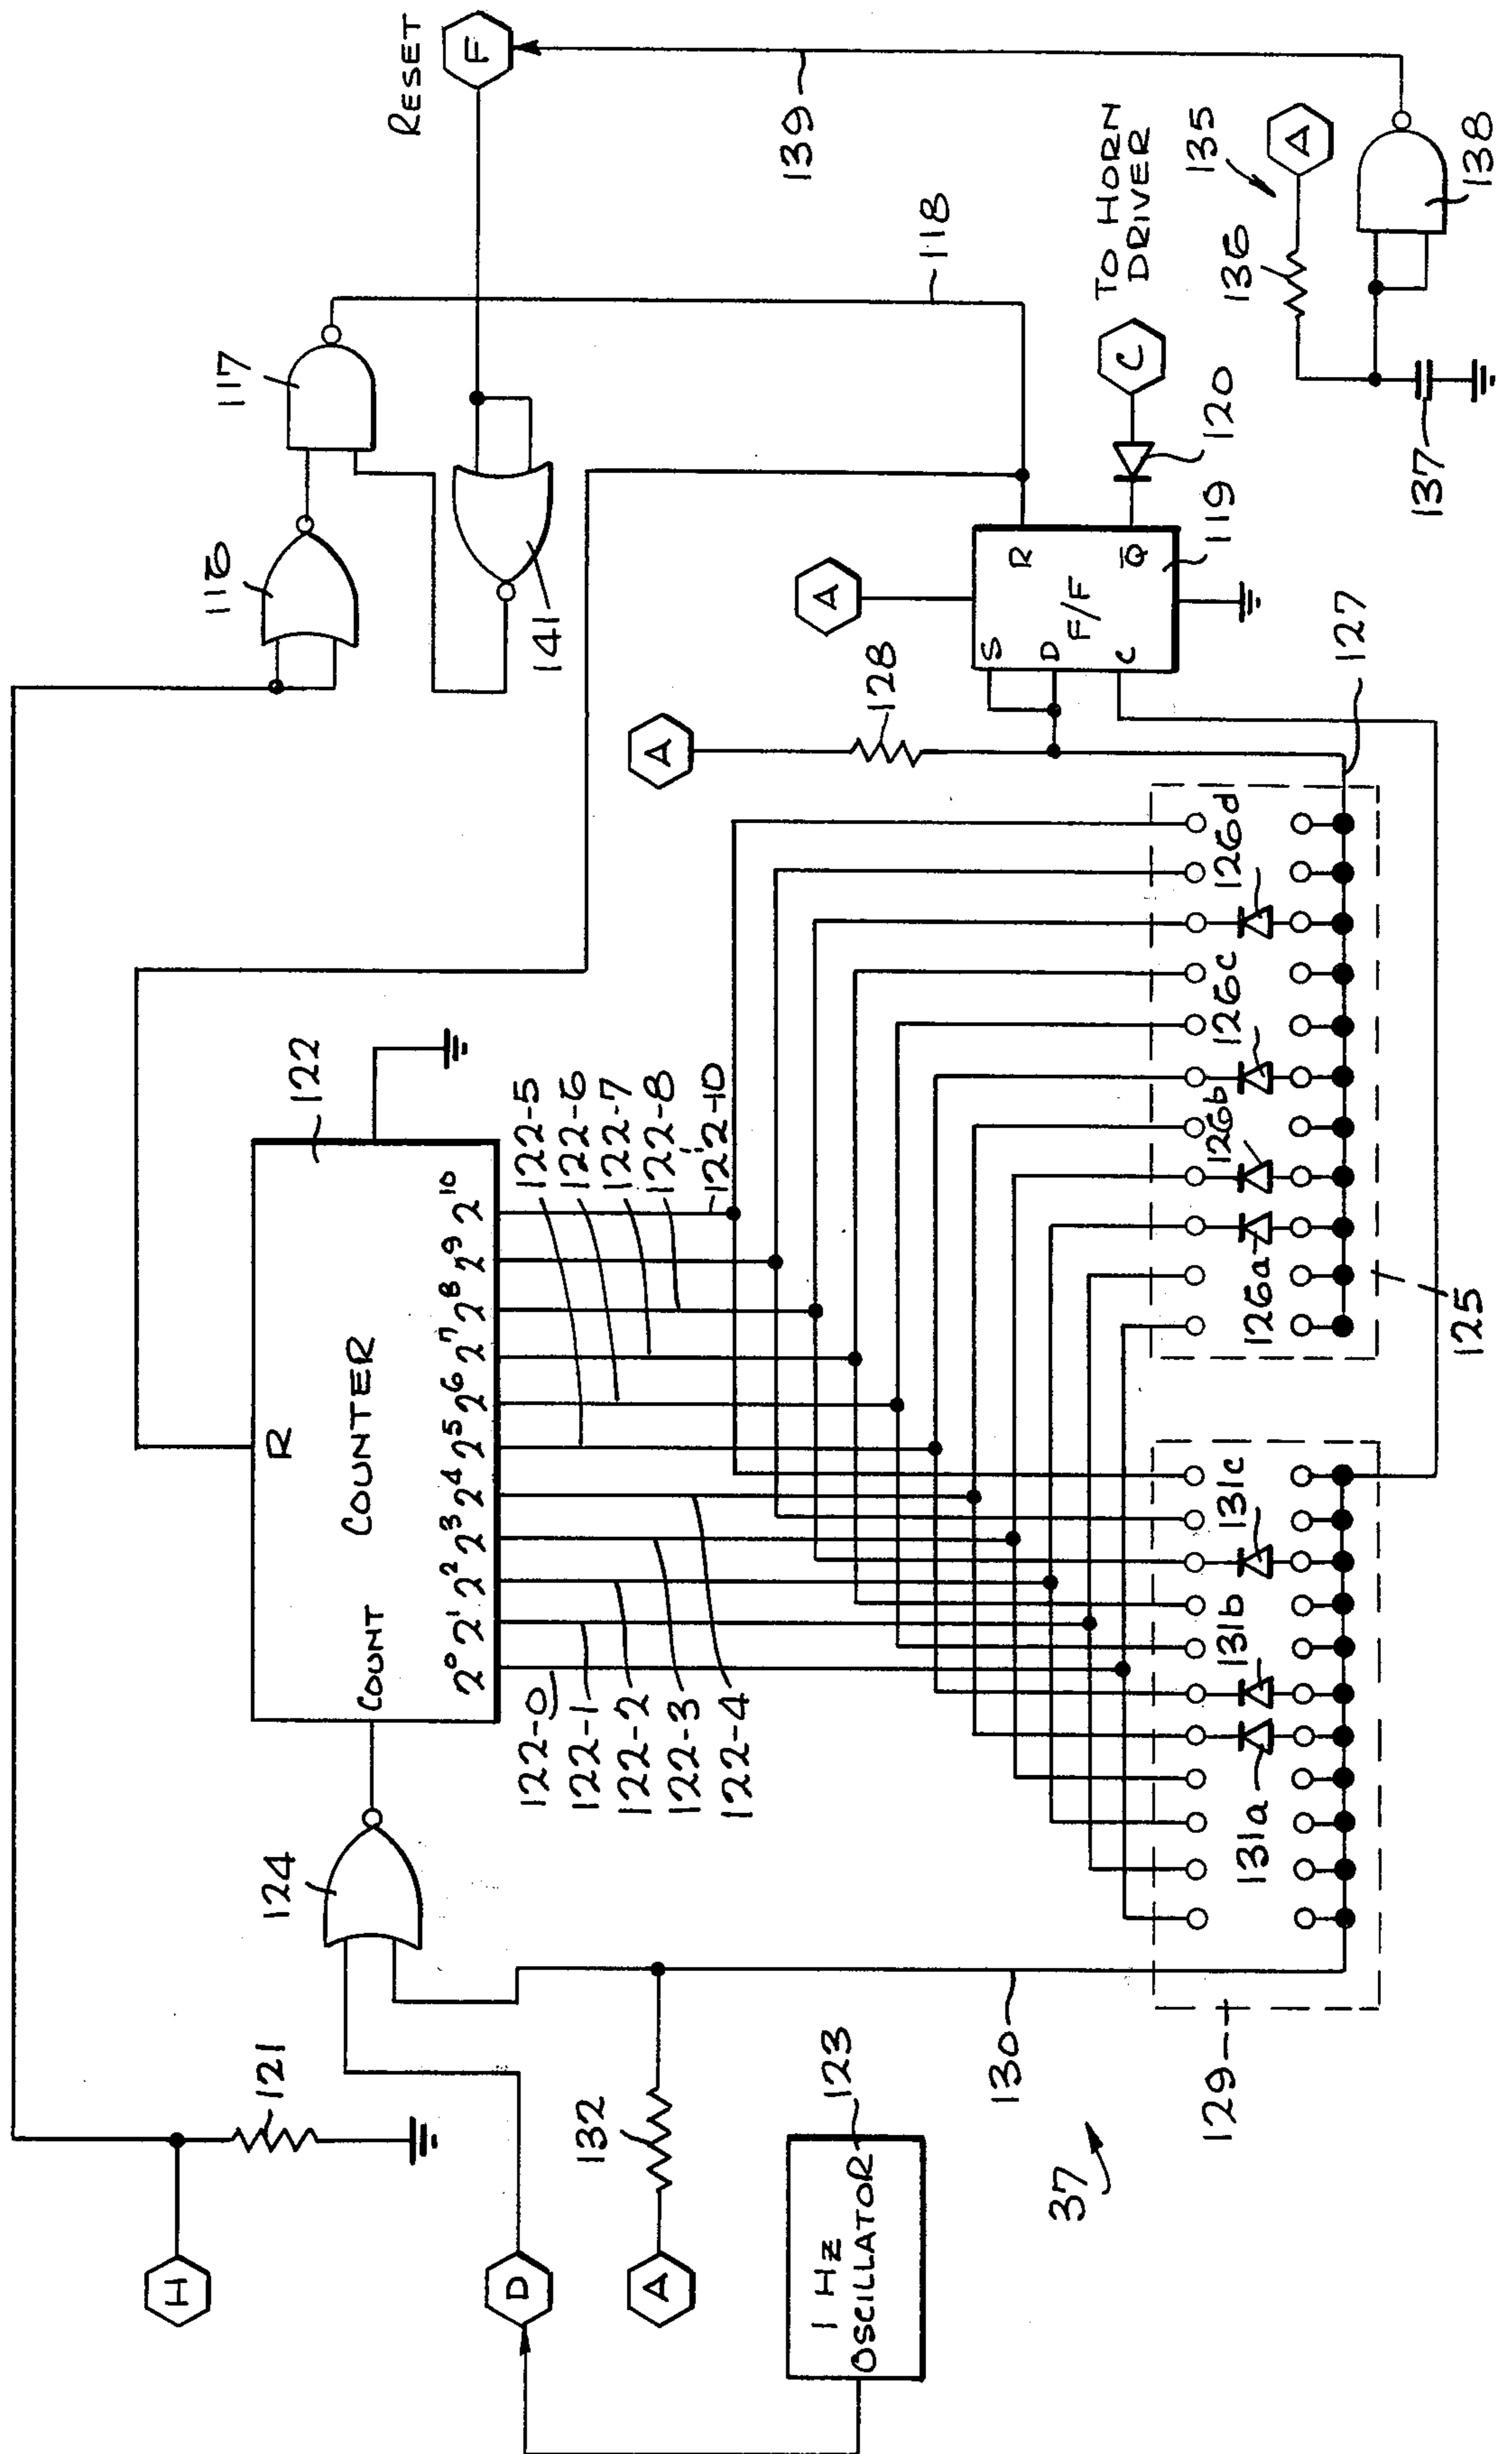 RESET
F
139
118
117
116
141
TO HORN
DRIVER
C
120
119
135
A
136
137
138
A
R
Q̅
F/F
S
D
C
A
128
127
122
R
COUNTER
COUNT
2⁰ 2¹ 2² 2³ 2⁴ 2⁵ 2⁶ 2⁷ 2⁸ 2⁹ 2¹⁰
122-0
122-1
122-2
122-3
122-4
122-5
122-6
122-7
122-8
122-10
126a
126b
126c
126d
125
131a
131b
131c
129
130
124
121
H
D
A
132
123
1 Hz
OSCILLATOR
37